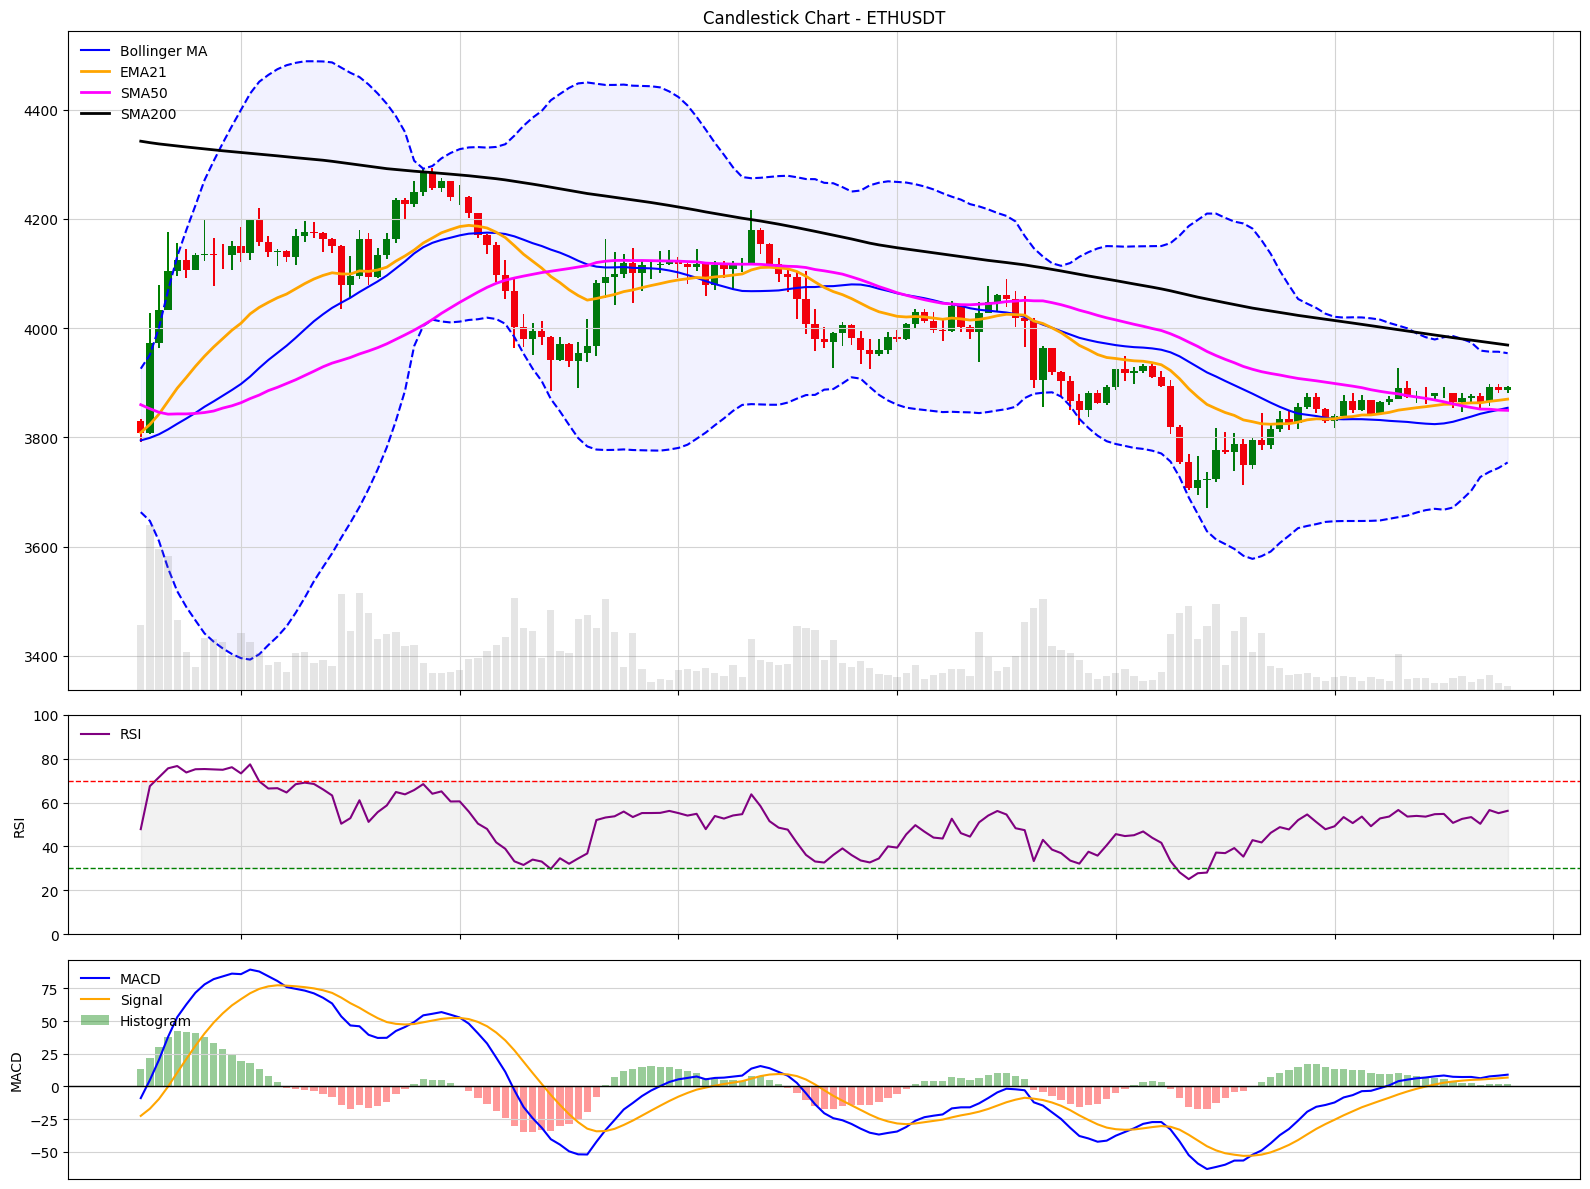 Candlestick Chart - ETHUSDT
Bollinger MA
EMA21
SMA50
SMA200
4400
4200
4000
3800
3600
3400
RSI
100
80
60
40
20
0
RSI
MACD
Signal
Histogram
75
50
25
0
−25
−50
MACD